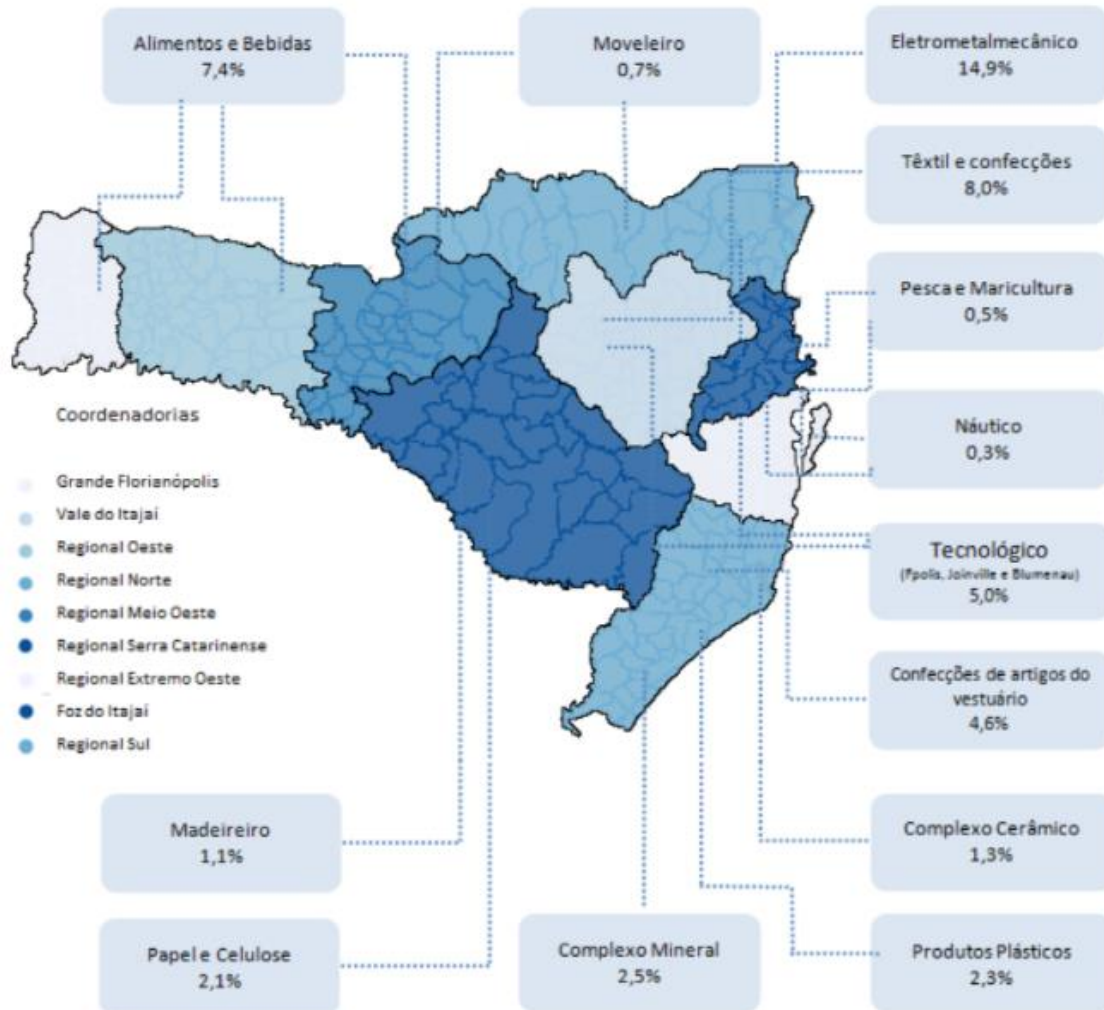 Alimentos e Bebidas
7,4%
Moveleiro
0,7%
Eletrometalmecânico
14,9%
Têxtil e confecções
8,0%
Pesca e Maricultura
0,5%
Náutico
0,3%
Tecnológico
(Fpolis, Joinville e Blumenau)
5,0%
Confecções de artigos do
vestuário
4,6%
Complexo Cerâmico
1,3%
Produtos Plásticos
2,3%
Coordenadorias
Grande Florianópolis
Vale do Itajaí
Regional Oeste
Regional Norte
Regional Meio Oeste
Regional Serra Catarinense
Regional Extremo Oeste
Foz do Itajaí
Regional Sul
Madeireiro
1,1%
Papel e Celulose
2,1%
Complexo Mineral
2,5%